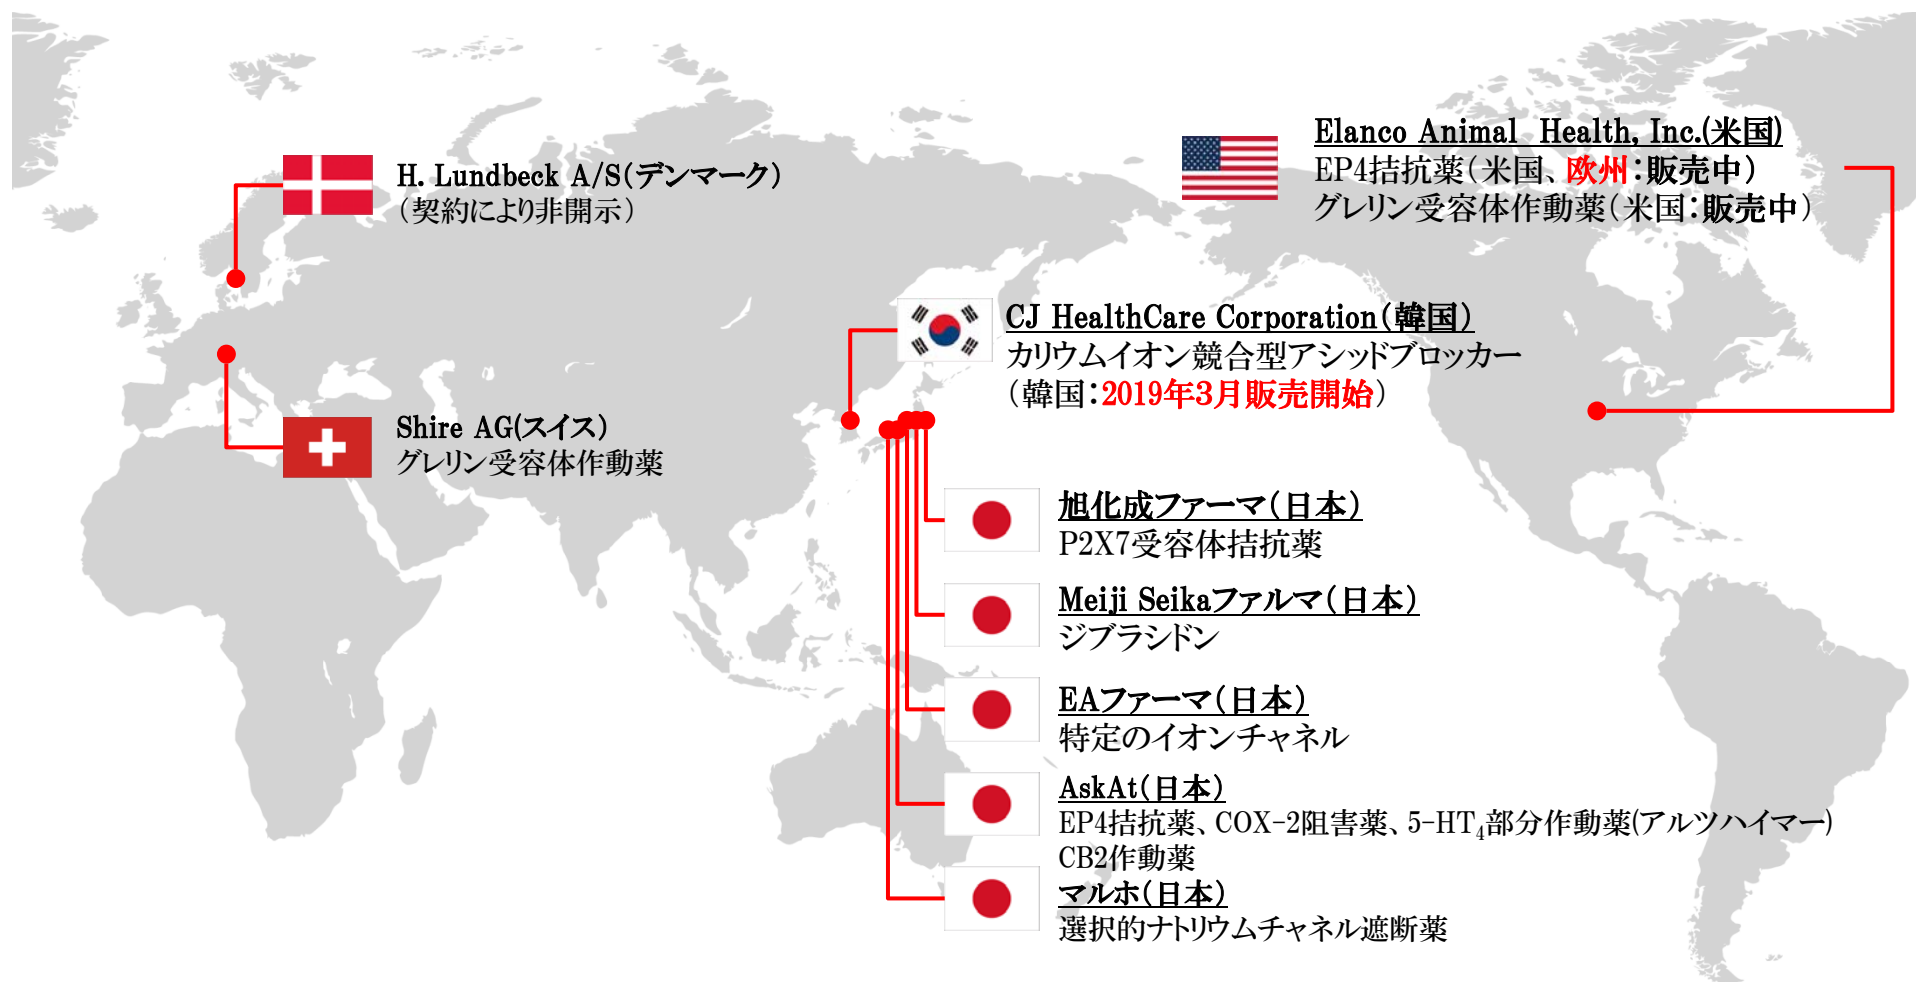 H. Lundbeck A/S(デンマーク)
(契約により非開示)
Shire AG(スイス)
グレリン受容体作動薬
Elanco Animal Health, Inc.(米国)
EP4拮抗薬(米国、欧州:販売中)
グレリン受容体作動薬(米国:販売中)
CJ HealthCare Corporation(韓国)
カリウムイオン競合型アシッドブロッカー
(韓国:2019年3月販売開始)
旭化成ファーマ(日本)
P2X7受容体拮抗薬
Meiji Seikaファルマ(日本)
ジプラシドン
EAファーマ(日本)
特定のイオンチャネル
AskAt(日本)
EP4拮抗薬、COX-2阻害薬、5-HT₄部分作動薬(アルツハイマー)
CB2作動薬
マルホ(日本)
選択的ナトリウムチャネル遮断薬